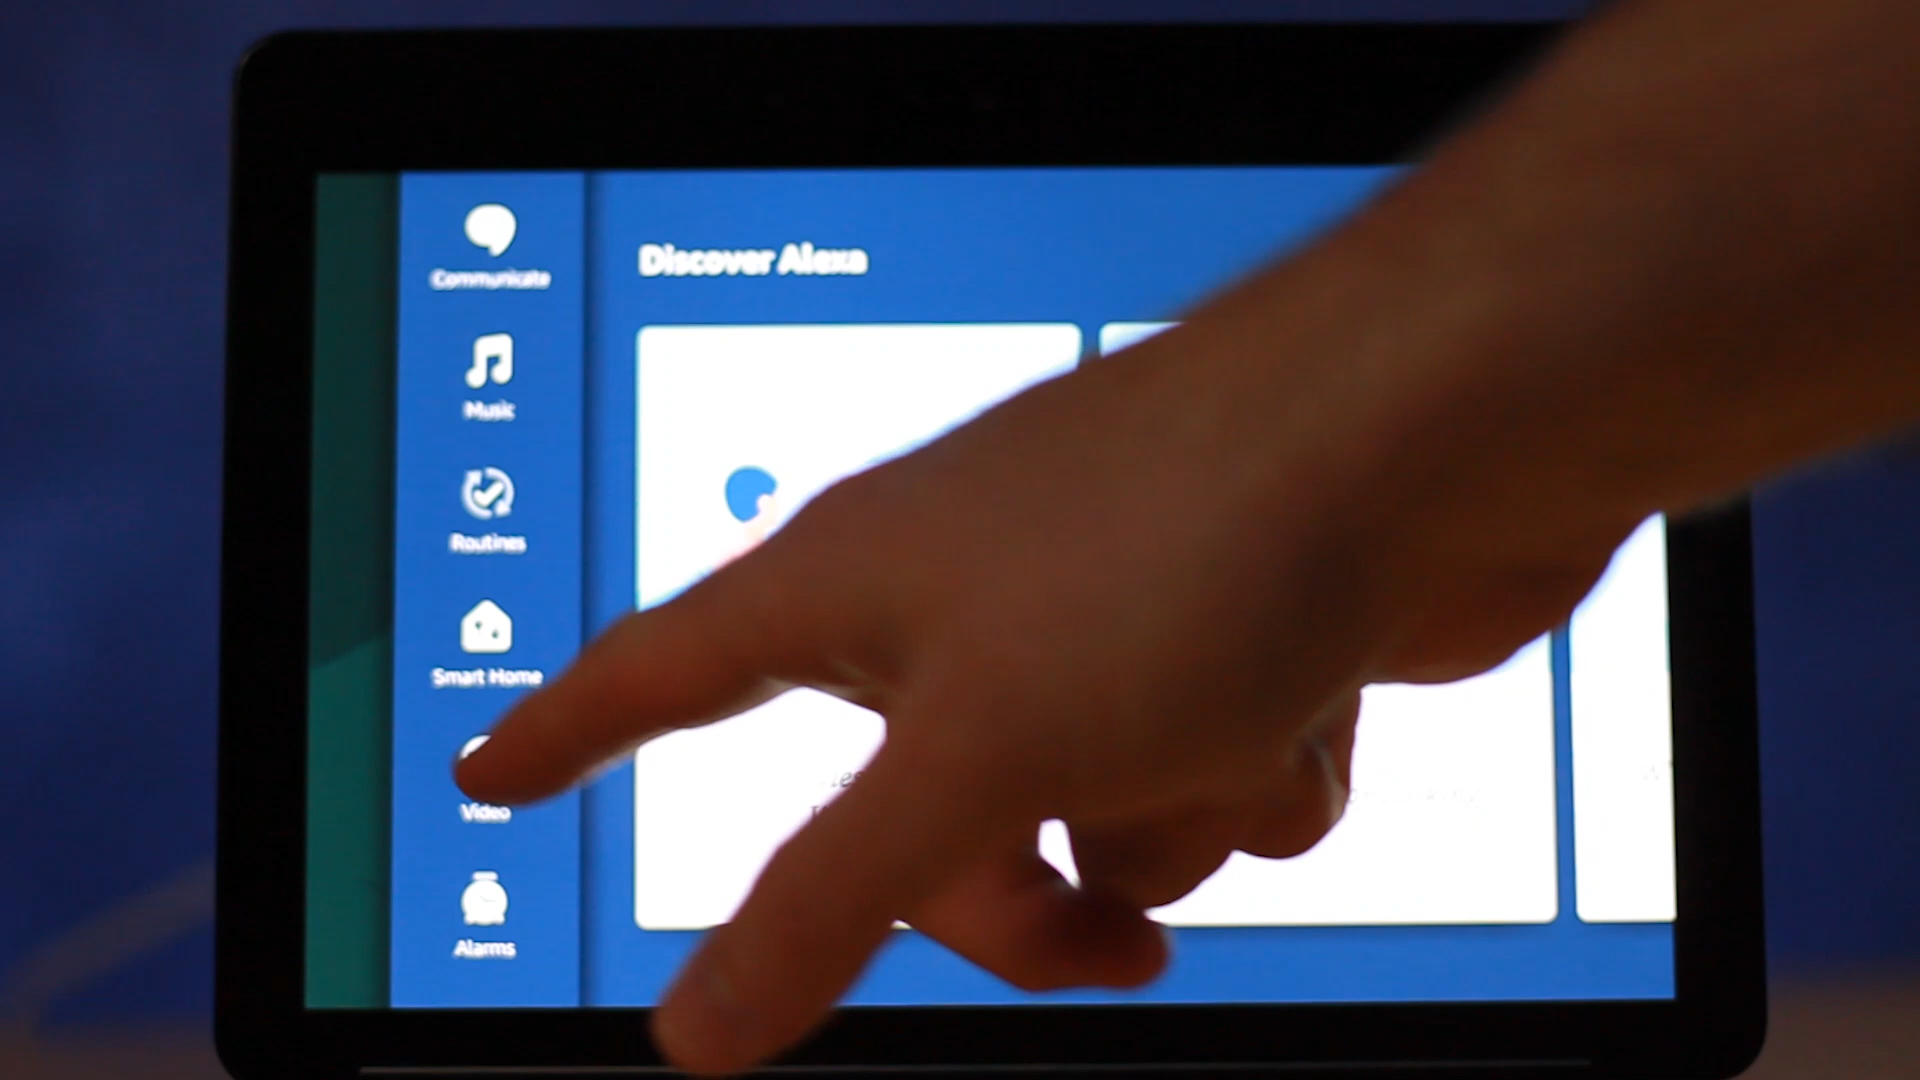 Communicate
Discover Alexa
Music
Routines
Smart Home
Video
Alarms